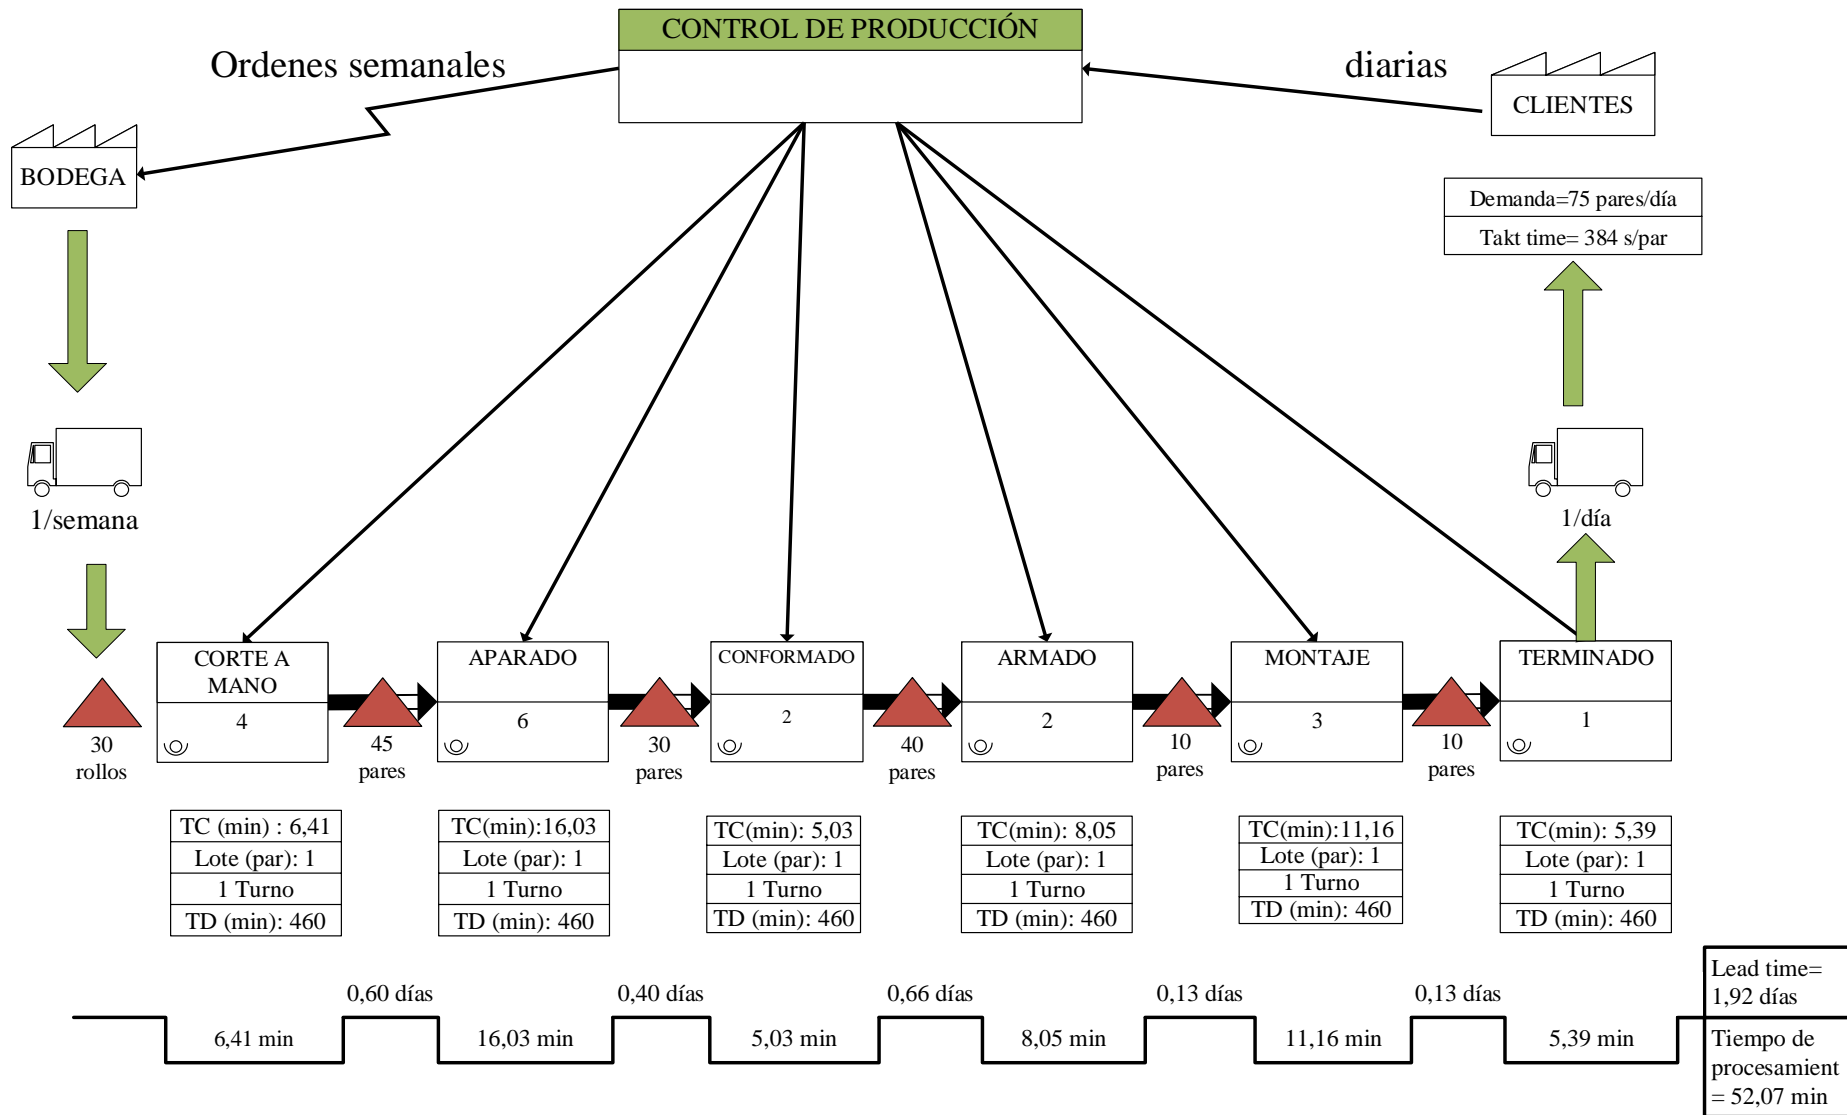 CONTROL DE PRODUCCIÓN
Ordenes semanales
diarias
CLIENTES
BODEGA
Demanda=75 pares/día
Takt time= 384 s/par
1/semana
1/día
CORTE A
MANO
4
APARADO
6
CONFORMADO
2
ARMADO
2
MONTAJE
3
TERMINADO
1
30
rollos
45
pares
30
pares
40
pares
10
pares
10
pares
TC (min) : 6,41
Lote (par): 1
1 Turno
TD (min): 460
TC(min):16,03
Lote (par): 1
1 Turno
TD (min): 460
TC(min): 5,03
Lote (par): 1
1 Turno
TD (min): 460
TC(min): 8,05
Lote (par): 1
1 Turno
TD (min): 460
TC(min):11,16
Lote (par): 1
1 Turno
TD (min): 460
TC(min): 5,39
Lote (par): 1
1 Turno
TD (min): 460
0,60 días
0,40 días
0,66 días
0,13 días
0,13 días
Lead time=
1,92 días
6,41 min
16,03 min
5,03 min
8,05 min
11,16 min
5,39 min
Tiempo de
procesamient
= 52,07 min